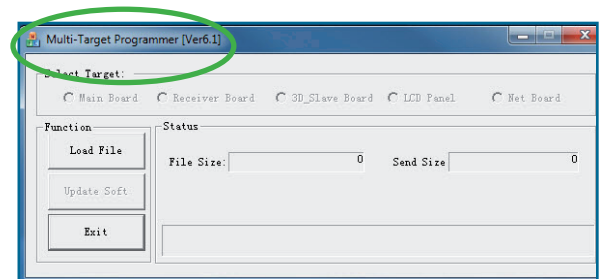 Multi-Target Programmer [Ver6.1]
Select Target:
Main Board Receiver Board 3D_Slave Board LCD Panel Net Board
Function
Status
Load File
File Size: 0 Send Size 0
Update Soft
Exit